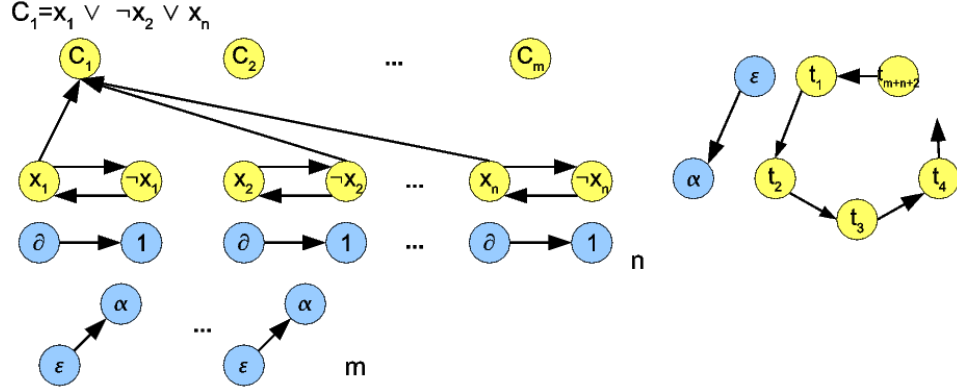 C₁=x₁ ∨ ¬x₂ ∨ xₙ
C₁ C₂ ... Cₘ
ε t₁ tₘ₊ₙ₊₂
x₁ ¬x₁ x₂ ¬x₂ ... xₙ ¬xₙ
α t₂ t₄
t₃
∂ 1 ∂ 1 ... ∂ 1 n
α ... α
ε ε m